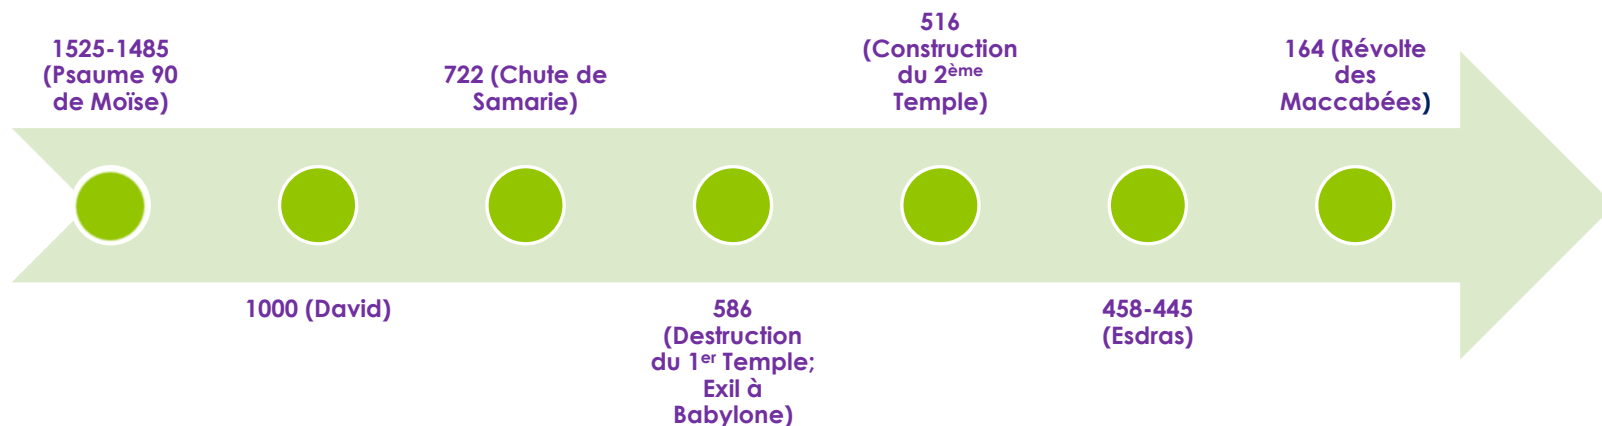 1525-1485
(Psaume 90
de Moïse)
1000 (David)
722 (Chute de
Samarie)
586
(Destruction
du 1er Temple;
Exil à
Babylone)
516
(Construction
du 2ème
Temple)
458-445
(Esdras)
164 (Révolte
des
Maccabées)